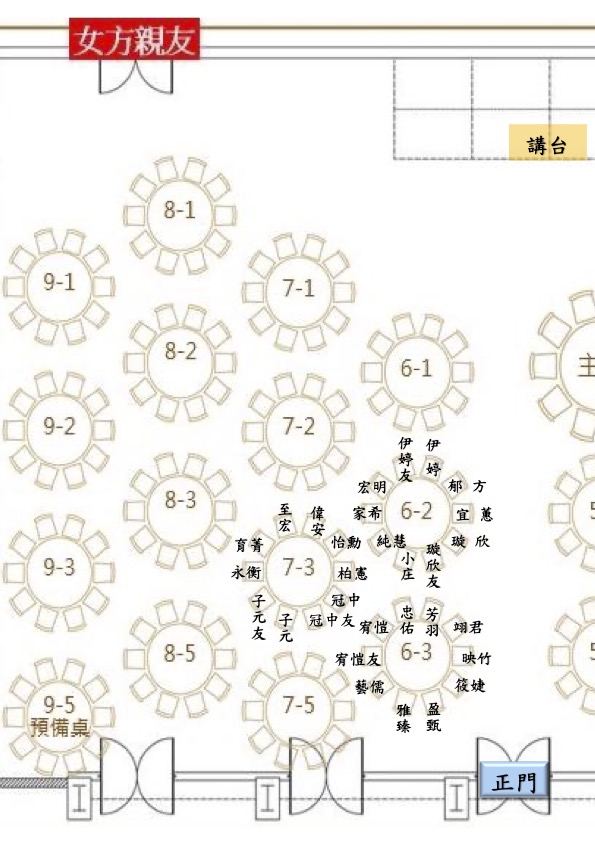 女方親友
講台
8-1
9-1
7-1
8-2
6-1
主
9-2
7-2
伊婷友
伊婷
宏明
郁方
8-3
家希
6-2
宜蕙
至宏
偉安
純慧
小庄
璇欣友
璇欣
育菁
怡勳
9-3
永衡
7-3
柏憲
子元友
子元
冠中
冠中友
宥愷
忠佑
芳羽
翊君
8-5
宥愷友
6-3
映竹
藝儒
筱婕
雅臻
盈甄
9-5
預備桌
7-5
5
5
正門